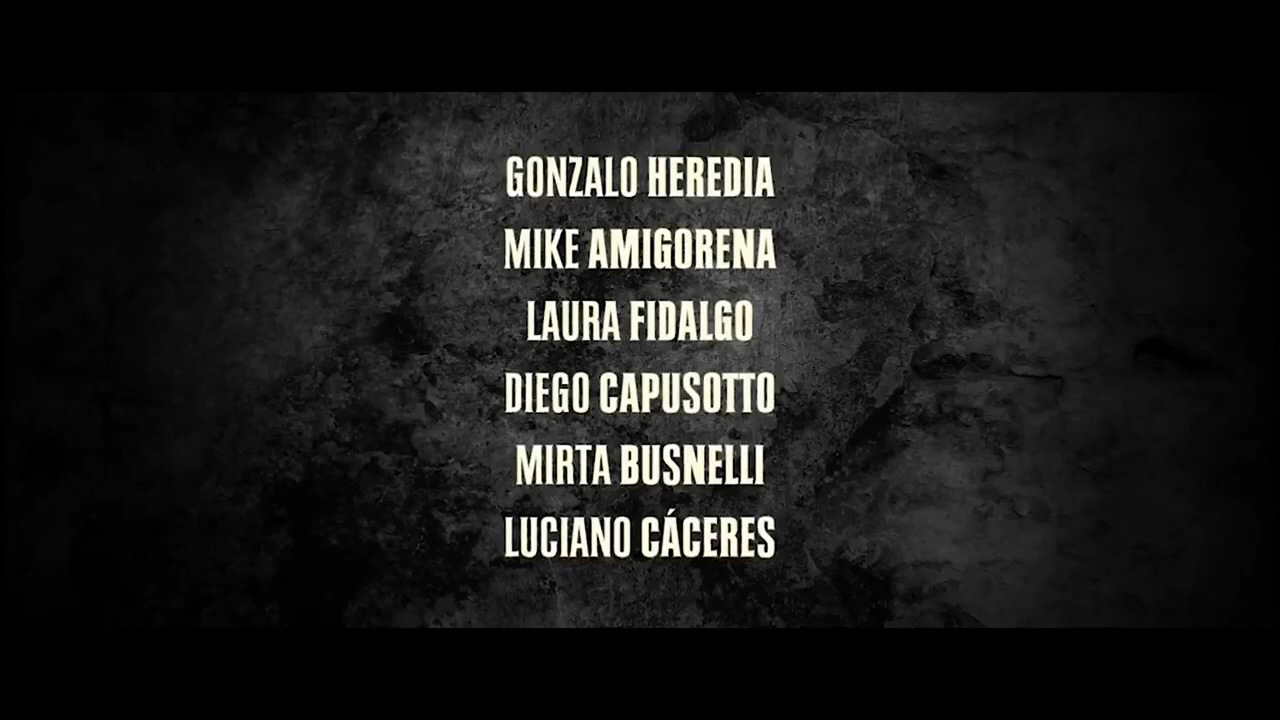 GONZALO HEREDIA
MIKE AMIGORENA
LAURA FIDALGO
DIEGO CAPUSOTTO
MIRTA BUSNELLI
LUCIANO CÁCERES